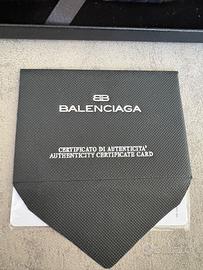 BB
BALENCIAGA
CERTIFICATO DI AUTENTICITA'
AUTHENTICITY CERTIFICATE CARD